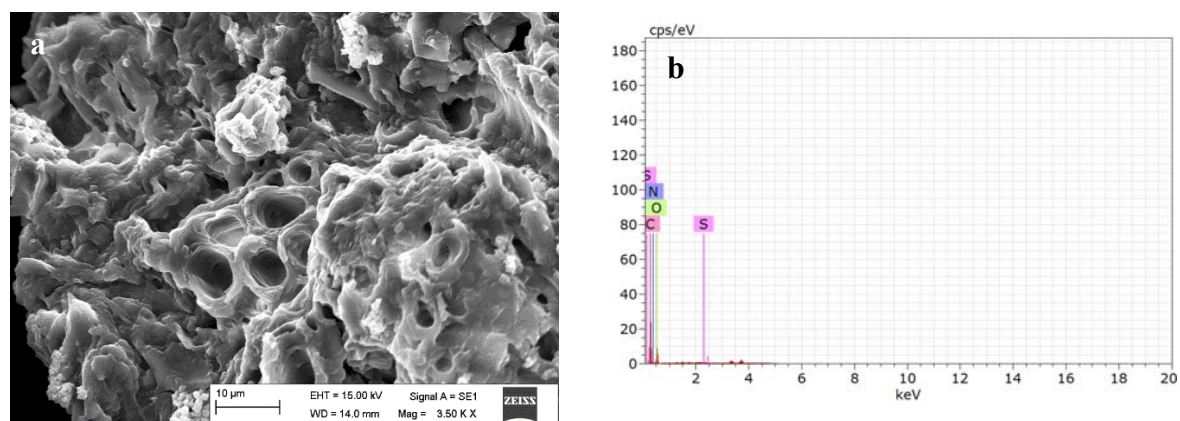 a
10 µm
EHT = 15.00 kV Signal A = SE1
WD = 14.0 mm Mag = 3.50 K X
ZEISS
cps/eV
b
180
160
140
120
100
80
60
40
20
0
S
N
O
C
S
2 4 6 8 10 12 14 16 18 20
keV